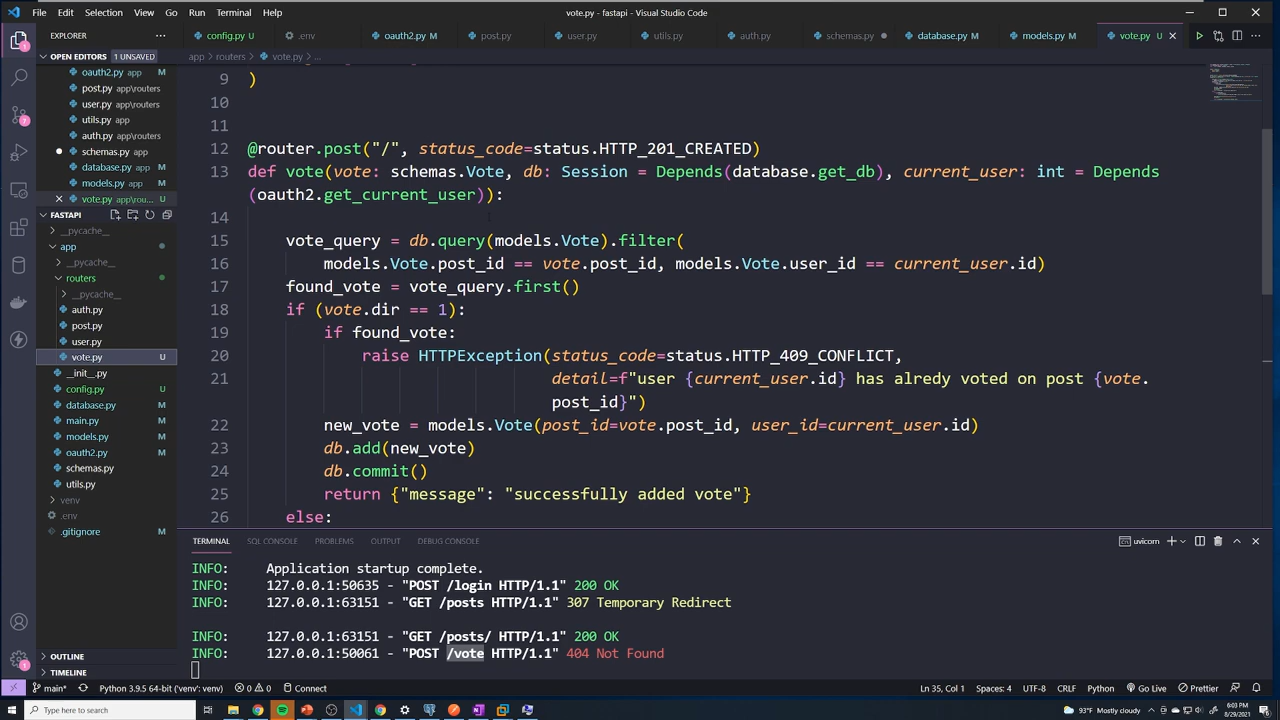 File Edit Selection View Go Run Terminal Help
vote.py - fastapi - Visual Studio Code
EXPLORER
config.py U
.env
oauth2.py M
post.py
user.py
utils.py
auth.py
schemas.py
database.py M
models.py M
vote.py U
OPEN EDITORS 1 UNSAVED
app > routers > vote.py > ...
oauth2.py app M
post.py app\routers
user.py app\routers
utils.py app
auth.py app\routers
schemas.py app
database.py app M
models.py app M
vote.py app\rou... U
FASTAPI
__pycache__
app
__pycache__
routers
__pycache__
auth.py
post.py
user.py
vote.py U
__init__.py
config.py U
database.py M
main.py
models.py M
oauth2.py M
schemas.py
utils.py
venv
.env
.gitignore M
OUTLINE
TIMELINE
9 )
10
11
12 @router.post("/", status_code=status.HTTP_201_CREATED)
13 def vote(vote: schemas.Vote, db: Session = Depends(database.get_db), current_user: int = Depends
(oauth2.get_current_user)):
14
15 vote_query = db.query(models.Vote).filter(
16 models.Vote.post_id == vote.post_id, models.Vote.user_id == current_user.id)
17 found_vote = vote_query.first()
18 if (vote.dir == 1):
19 if found_vote:
20 raise HTTPException(status_code=status.HTTP_409_CONFLICT,
21 detail=f"user {current_user.id} has alredy voted on post {vote.
post_id}")
22 new_vote = models.Vote(post_id=vote.post_id, user_id=current_user.id)
23 db.add(new_vote)
24 db.commit()
25 return {"message": "successfully added vote"}
26 else:
TERMINAL SQL CONSOLE PROBLEMS OUTPUT DEBUG CONSOLE
uvicorn
INFO: Application startup complete.
INFO: 127.0.0.1:50635 - "POST /login HTTP/1.1" 200 OK
INFO: 127.0.0.1:63151 - "GET /posts HTTP/1.1" 307 Temporary Redirect
INFO: 127.0.0.1:63151 - "GET /posts/ HTTP/1.1" 200 OK
INFO: 127.0.0.1:50061 - "POST /vote HTTP/1.1" 404 Not Found
main* Python 3.9.5 64-bit ('venv': venv) 0 0 Connect
Ln 35, Col 1 Spaces: 4 UTF-8 CRLF Python Go Live Prettier
Type here to search
93°F Mostly cloudy
6:03 PM
8/29/2021